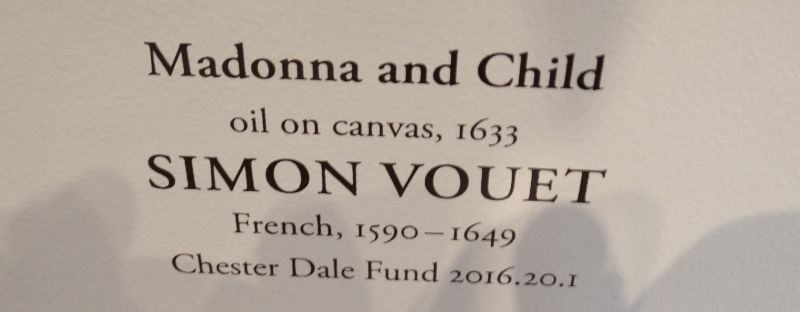 Madonna and Child
oil on canvas, 1633
SIMON VOUET
French, 1590–1649
Chester Dale Fund 2016.20.1